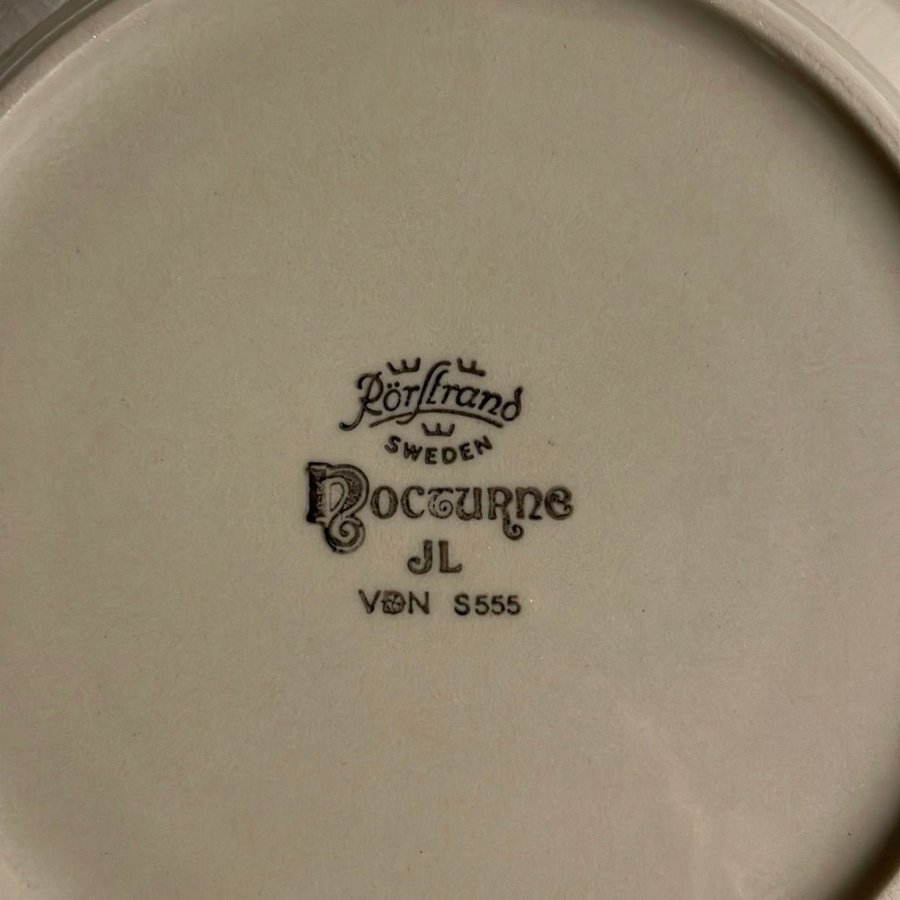 Rörstrand
SWEDEN
NOCTURNE
JL
VDN S555